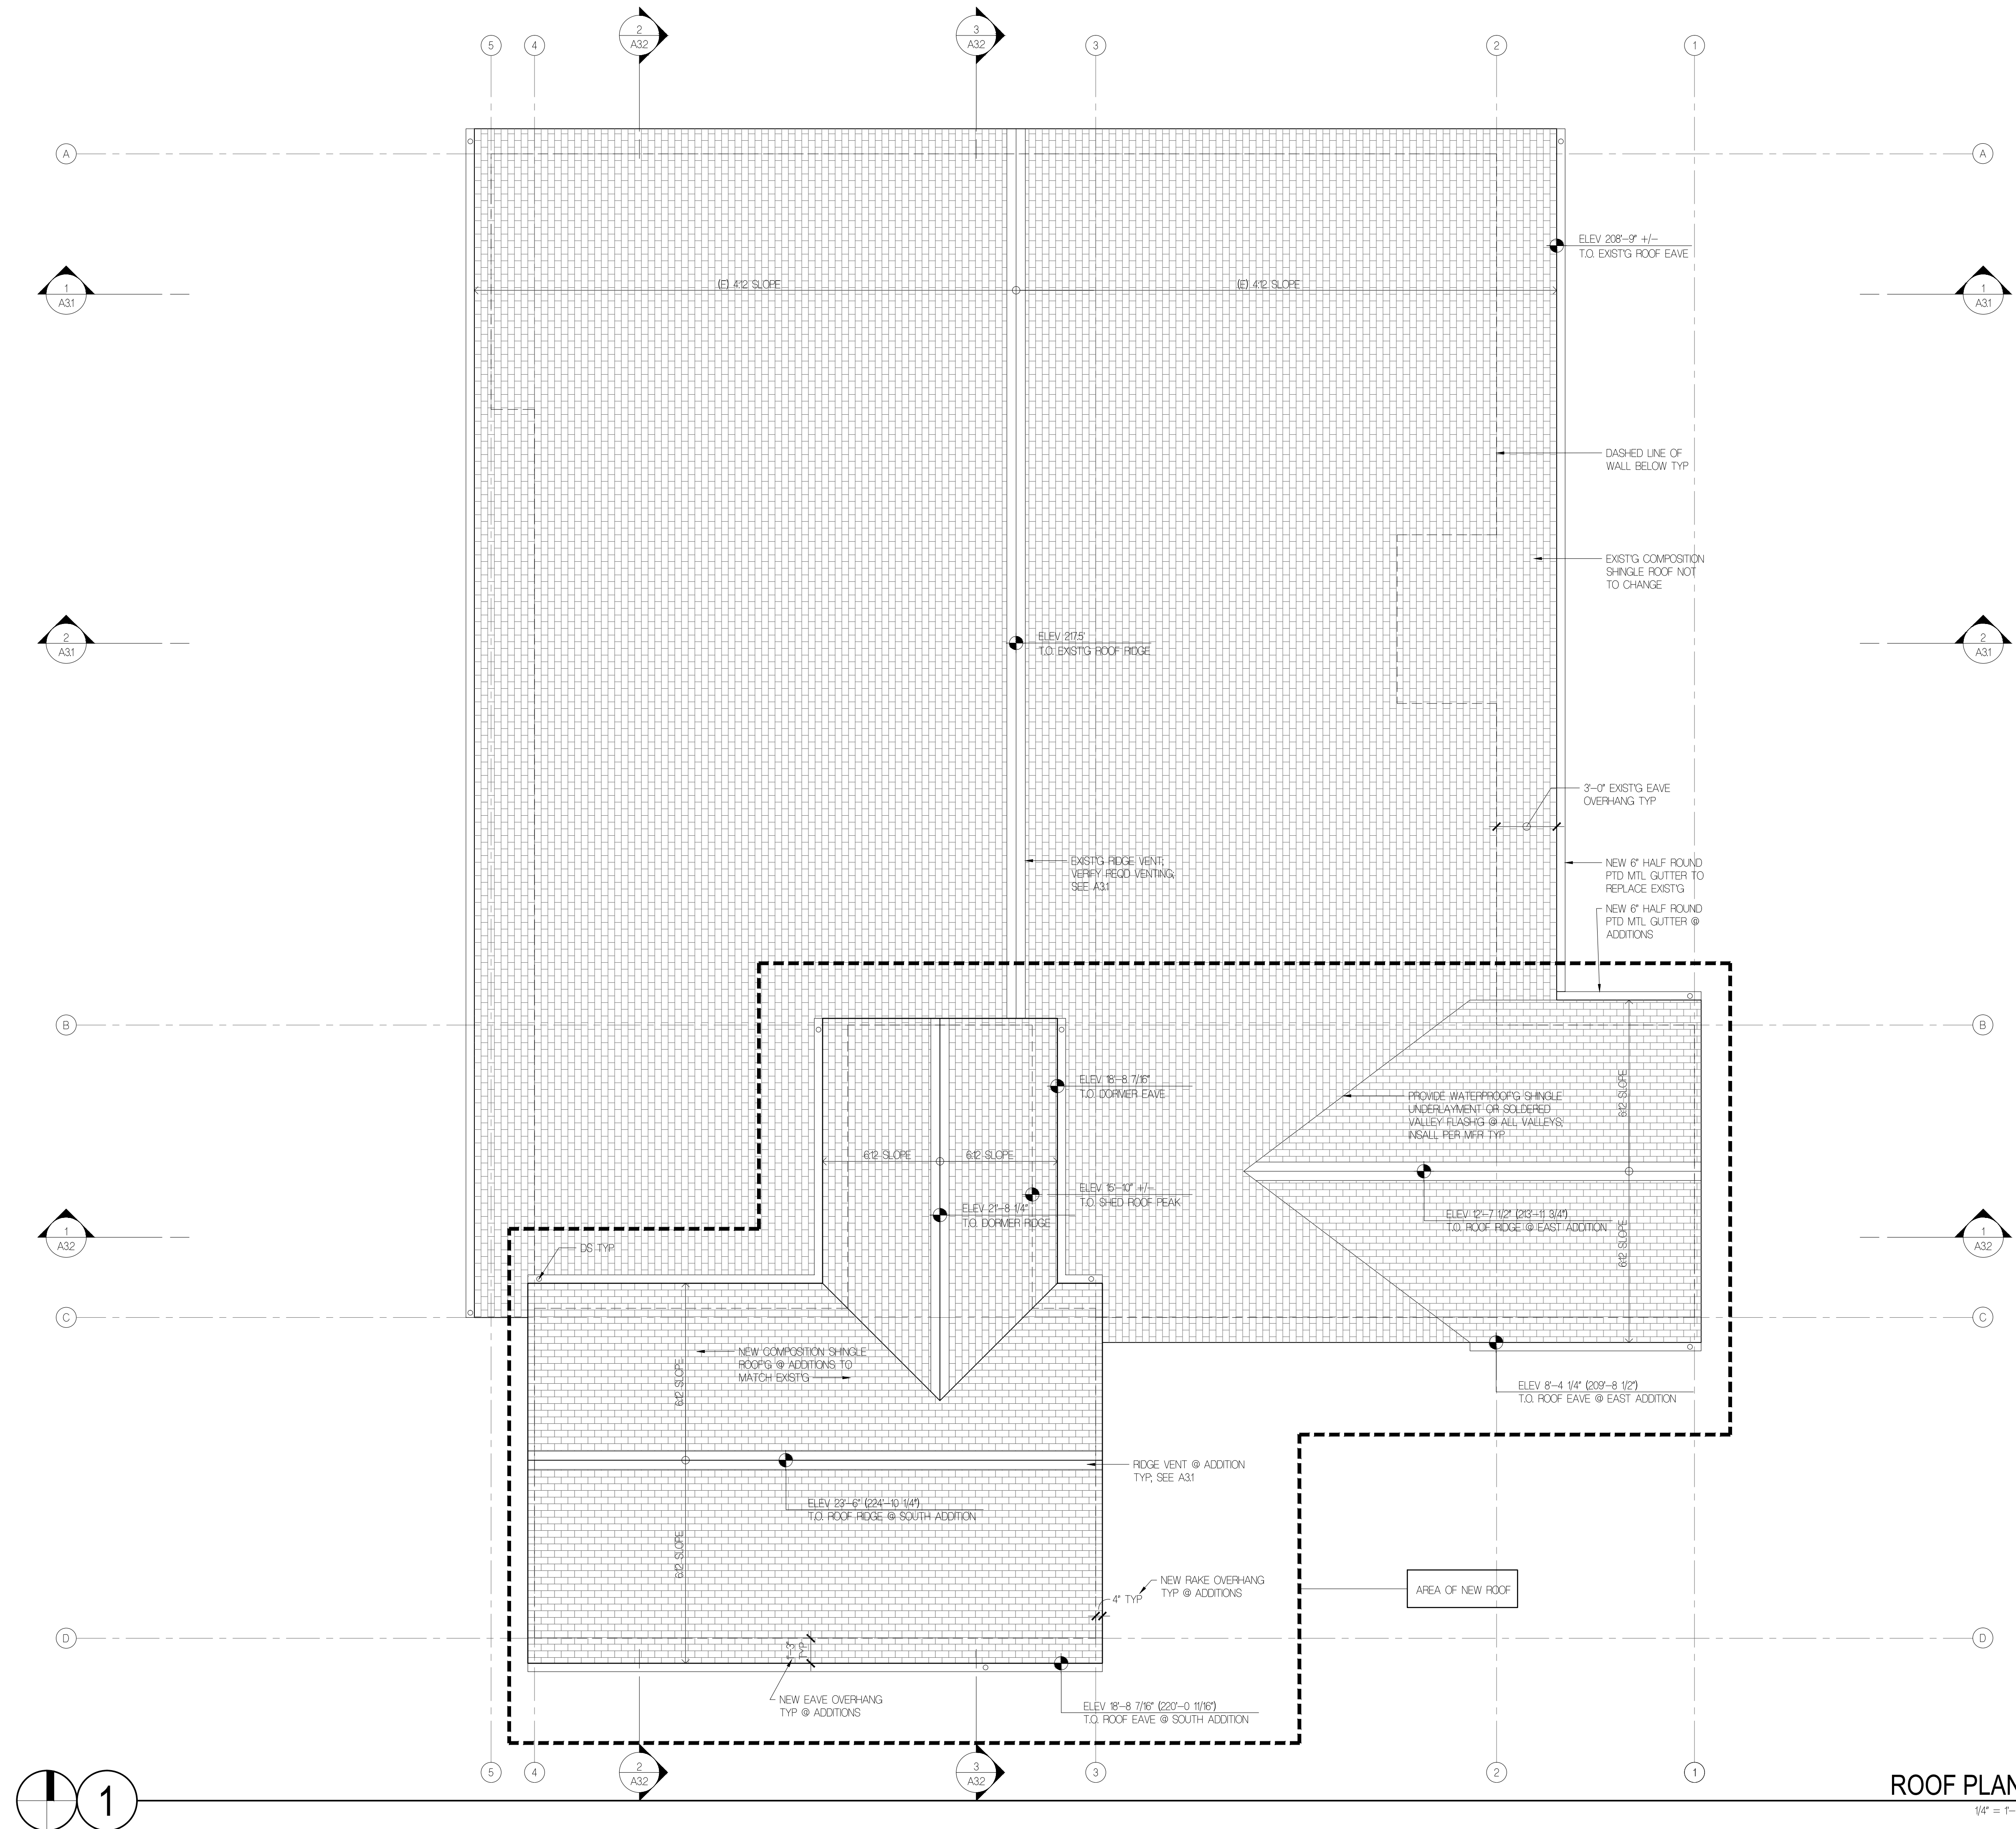 2
A3.2
3
A3.2
5
4
3
2
1
A
A
ELEV 208'-9" +/-
T.O. EXIST'G ROOF EAVE
(E) 4:12 SLOPE
(E) 4:12 SLOPE
1
A3.1
1
A3.1
DASHED LINE OF
WALL BELOW TYP
EXIST'G COMPOSITION
SHINGLE ROOF NOT
TO CHANGE
2
A3.1
ELEV 217.5'
T.O. EXIST'G ROOF RIDGE
2
A3.1
3'-0" EXIST'G EAVE
OVERHANG TYP
EXIST'G RIDGE VENT;
VERIFY REQD VENTING;
SEE A3.1
NEW 6" HALF ROUND
PTD MTL GUTTER TO
REPLACE EXIST'G
NEW 6" HALF ROUND
PTD MTL GUTTER @
ADDITIONS
B
B
ELEV 18'-8 7/16"
T.O. DORMER EAVE
PROVIDE WATERPROOF'G SHINGLE
UNDERLAYMENT OR SOLDERED
VALLEY FLASH'G @ ALL VALLEYS;
INSALL PER MFR TYP
6:12 SLOPE
6:12 SLOPE
6:12 SLOPE
ELEV 15'-10" +/-
T.O. SHED ROOF PEAK
ELEV 21'-8 1/4"
T.O. DORMER RIDGE
ELEV 12'-7 1/2" (213'-11 3/4")
T.O. ROOF RIDGE @ EAST ADDITION
6:12 SLOPE
1
A3.2
1
A3.2
DS TYP
C
C
NEW COMPOSITION SHINGLE
ROOF'G @ ADDITIONS TO
MATCH EXIST'G
6:12 SLOPE
ELEV 8'-4 1/4" (209'-8 1/2")
T.O. ROOF EAVE @ EAST ADDITION
RIDGE VENT @ ADDITION
TYP; SEE A3.1
ELEV 23'-6" (224'-10 1/4")
T.O. ROOF RIDGE @ SOUTH ADDITION
6:12 SLOPE
NEW RAKE OVERHANG
TYP @ ADDITIONS
4" TYP
AREA OF NEW ROOF
D
D
TYP
NEW EAVE OVERHANG
TYP @ ADDITIONS
ELEV 18'-8 7/16" (220'-0 11/16")
T.O. ROOF EAVE @ SOUTH ADDITION
5
4
2
A3.2
3
A3.2
3
2
1
1
ROOF PLAN
1/4" = 1'-